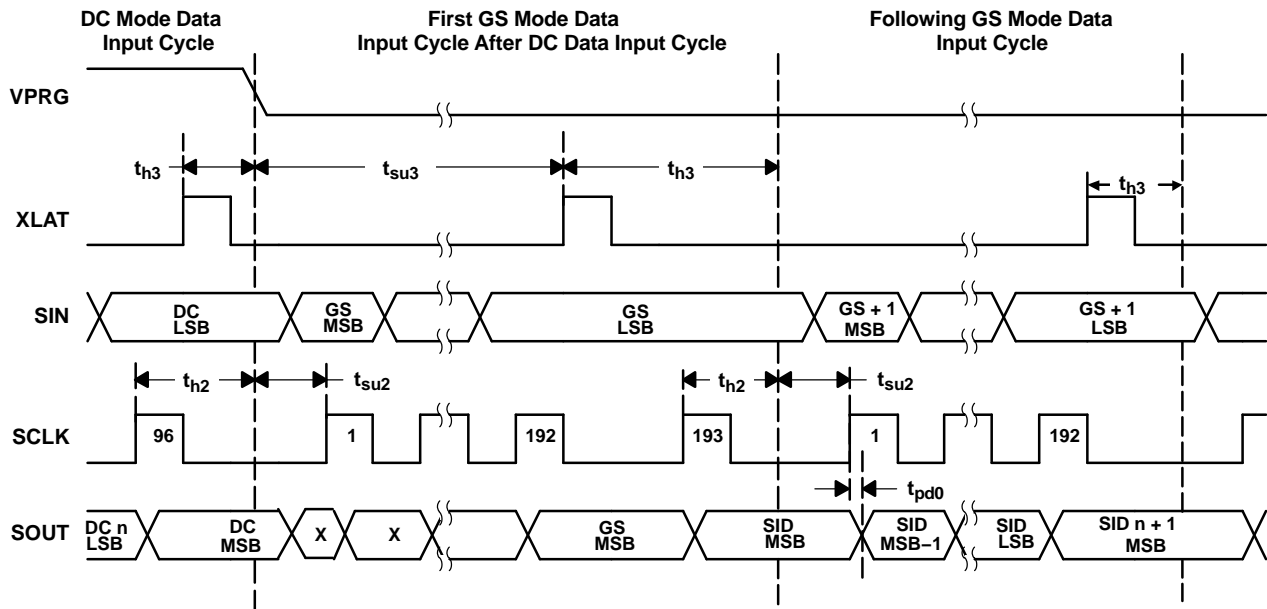 DC Mode Data
Input Cycle
First GS Mode Data
Input Cycle After DC Data Input Cycle
Following GS Mode Data
Input Cycle
VPRG
th3
tsu3
th3
th3
XLAT
SIN
DC
LSB
GS
MSB
GS
LSB
GS + 1
MSB
GS + 1
LSB
th2
tsu2
th2
tsu2
SCLK
96
1
192
193
1
192
tpd0
SOUT
DC n
LSB
DC
MSB
X
X
GS
MSB
SID
MSB
SID
MSB−1
SID
LSB
SID n + 1
MSB